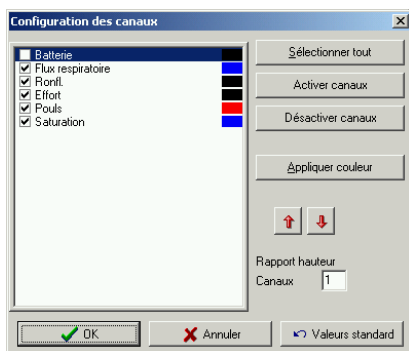 Configuration des canaux
Batterie
Flux respiratoire
Ronfl.
Effort
Pouls
Saturation
Sélectionner tout
Activer canaux
Désactiver canaux
Appliquer couleur
Rapport hauteur
Canaux 1
OK
Annuler
Valeurs standard